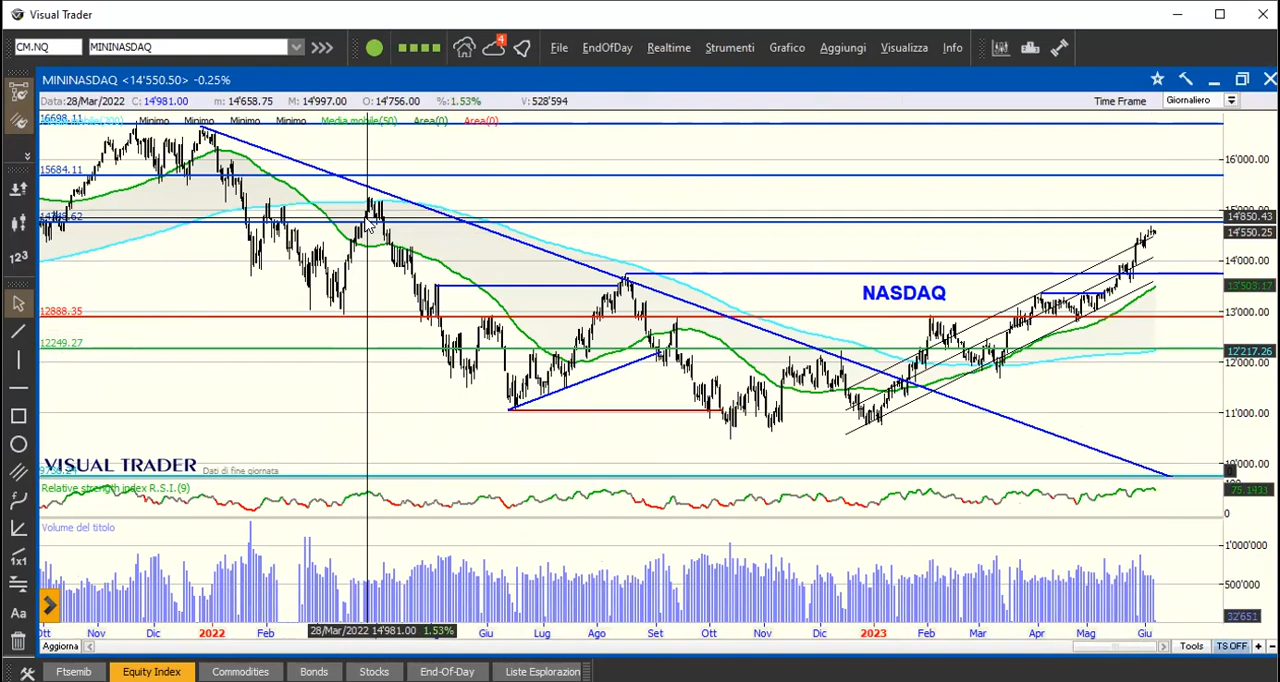 Visual Trader
CM.NQ MININASDAQ 4 File EndOfDay Realtime Strumenti Grafico Aggiungi Visualizza Info
MININASDAQ <14'550.50> -0.25%
Data:28/Mar/2022 C: 14'981.00 m: 14'658.75 M: 14'997.00 O: 14'756.00 %:1.53% V: 528'594 Time Frame Giornaliero
16698.11 Minimo Minimo Minimo Minimo Media mobile(50) Area(0) Area(0)
16'000.00
15684.11
15'000.00
14'850.43
14'550.25
14'000.00
13'503.17
NASDAQ
12888.35
13'000.00
12249.27
12'217.26
12'000.00
11'000.00
10'000.00
VISUAL TRADER Dati di fine giornata
Relative strength index R.S.I.(9)
75.1433
0
Volume del titolo
1'000'000
500'000
32'651
Nov Dic 2022 Feb 28/Mar/2022 14'981.00 1.53% Giu Lug Ago Set Ott Nov Dic 2023 Feb Mar Apr Mag Giu
Aggiorna Tools TS OFF + -
123
1x1
Aa
Ftsemib Equity Index Commodities Bonds Stocks End-Of-Day Liste Esplorazion